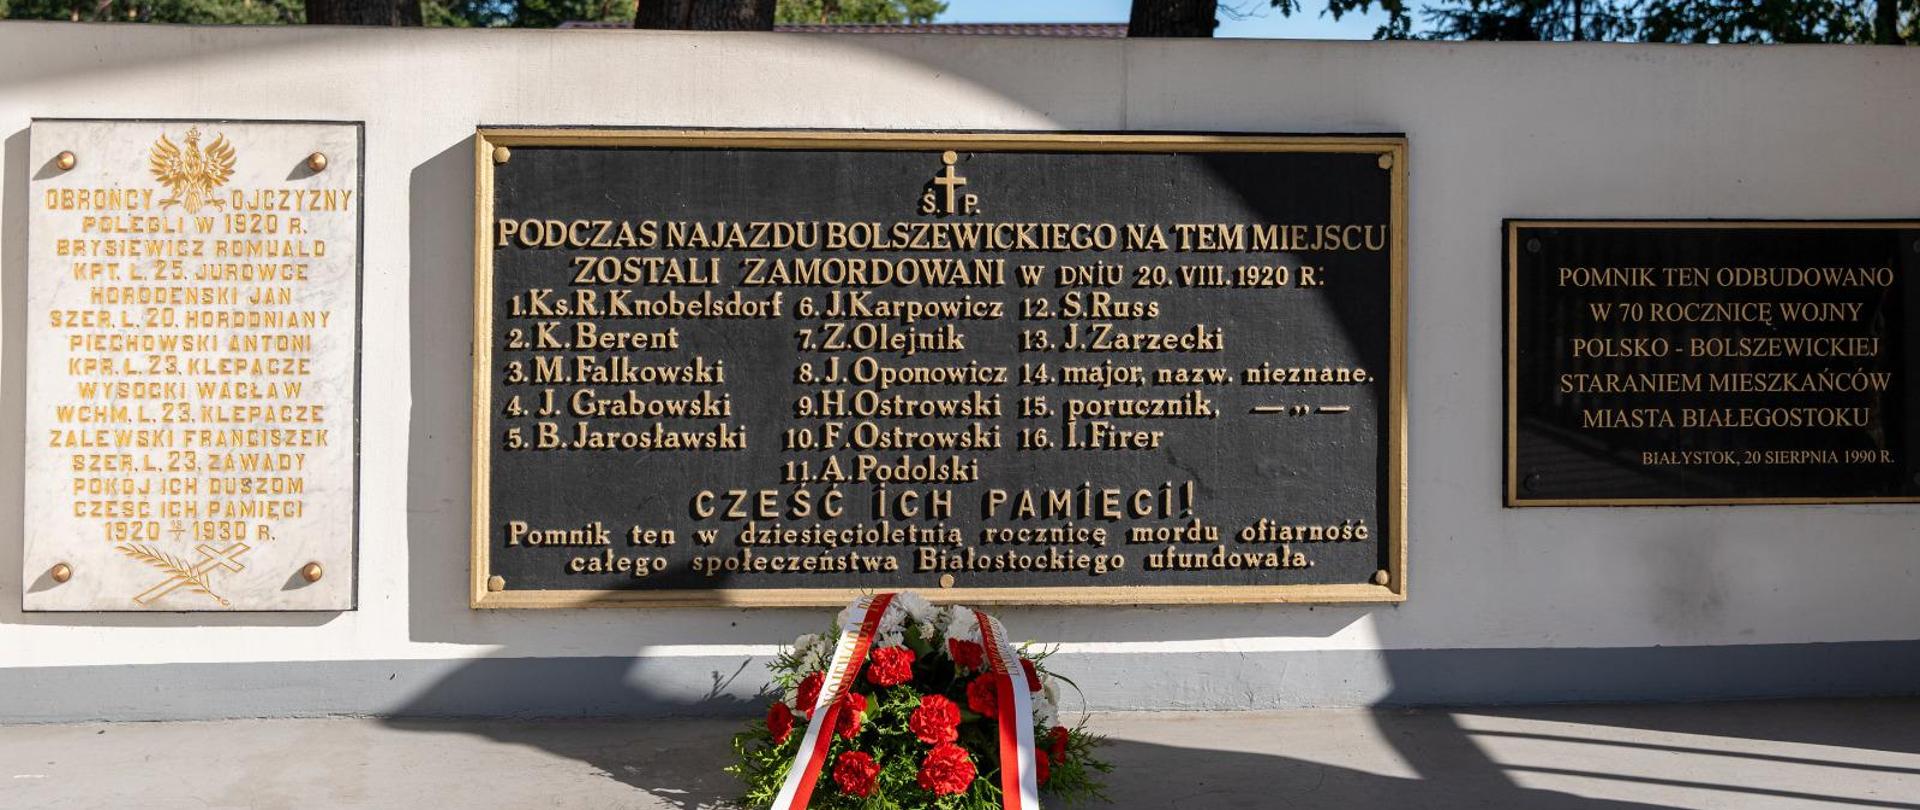 OBROŃCY OJCZYZNY
POLEGLI W 1920 R.
BRYSIEWICZ ROMUALD
KPT. L. 25. JUROWCE
HORODEŃSKI JAN
SZER. L. 20. HORODNIANY
PIECHOWSKI ANTONI
KPR. L. 23. KLEPACZE
WYSOCKI WACŁAW
WCHM. L. 23. KLEPACZE
ZALEWSKI FRANCISZEK
SZER. L. 23. ZAWADY
POKÓJ ICH DUSZOM
CZEŚĆ ICH PAMIĘCI
1920 1930 R.
Ś. P.
PODCZAS NAJAZDU BOLSZEWICKIEGO NA TEM MIEJSCU
ZOSTALI ZAMORDOWANI W DNIU 20.VIII.1920 R:
1. Ks. R. Knobelsdorf 6. J. Karpowicz 12. S. Russ
2. K. Berent 7. Z. Olejnik 13. J. Zarzecki
3. M. Falkowski 8. J. Oponowicz 14. major, nazw. nieznane.
4. J. Grabowski 9. H. Ostrowski 15. porucznik, — „ —
5. B. Jarosławski 10. F. Ostrowski 16. I. Firer
11. A. Podolski
CZEŚĆ ICH PAMIĘCI!
Pomnik ten w dziesięcioletnią rocznicę mordu ofiarność
całego społeczeństwa Białostockiego ufundowała.
POMNIK TEN ODBUDOWANO
W 70 ROCZNICĘ WOJNY
POLSKO - BOLSZEWICKIEJ
STARANIEM MIESZKAŃCÓW
MIASTA BIAŁEGOSTOKU
BIAŁYSTOK, 20 SIERPNIA 1990 R.